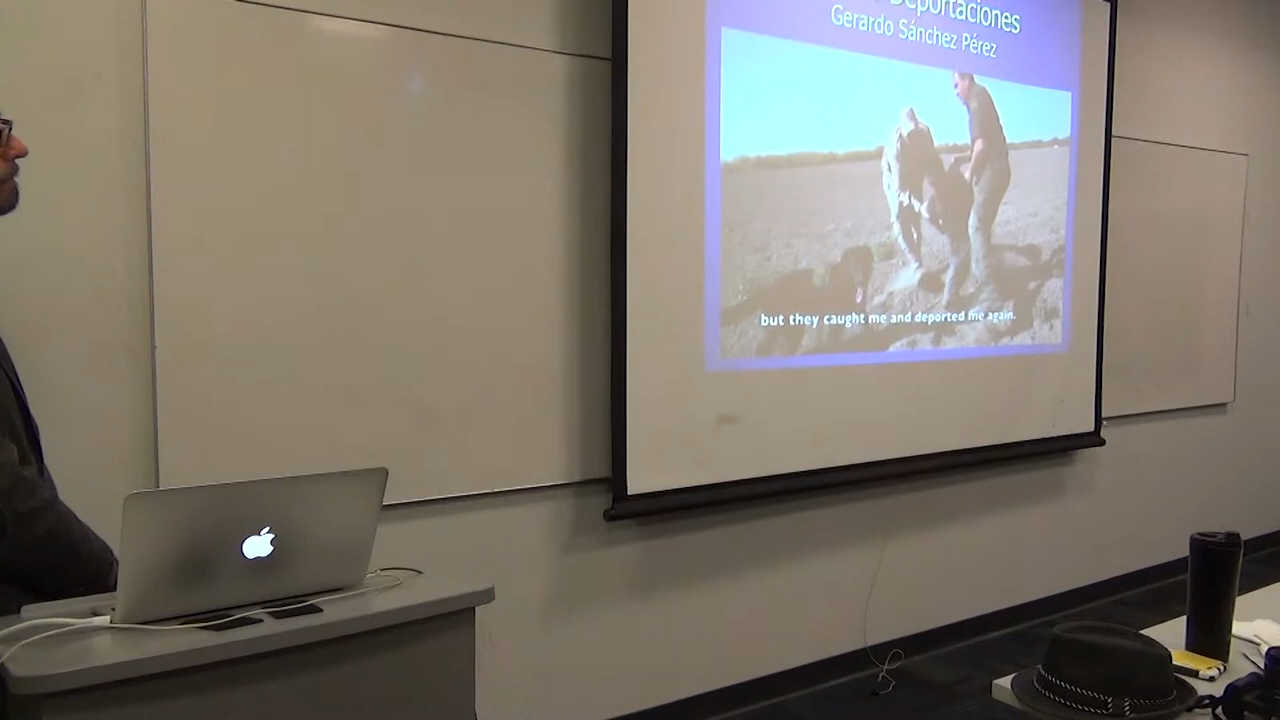 Deportaciones
Gerardo Sánchez Pérez
but they caught me and deported me again.